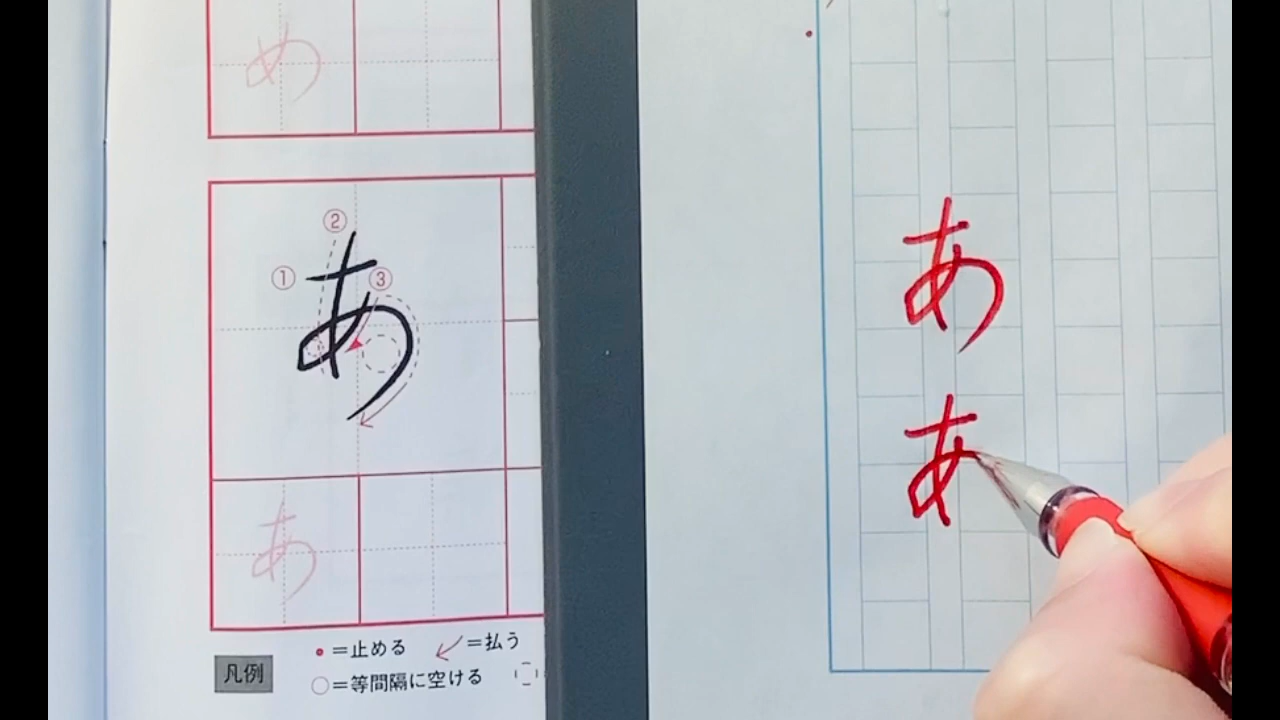 め
② 
① ③
あ
あ
凡例
●=止める ↙=払う
○=等間隔に空ける
あ
あ